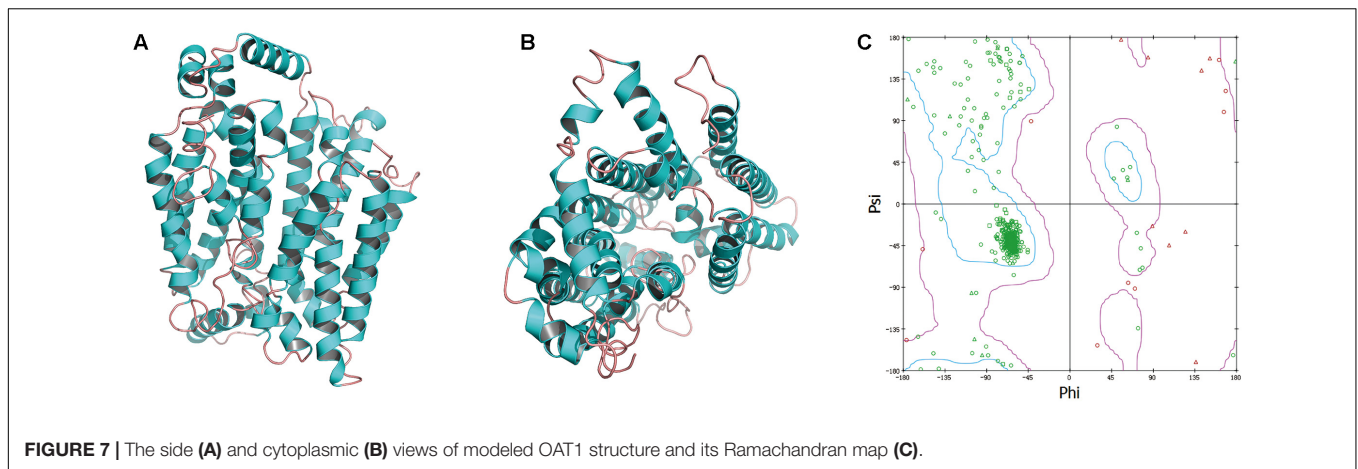 A
B
C
180
135
90
45
0
-45
-90
-135
-180
Psi
-180 -135 -90 -45 0 45 90 135 180
Phi
FIGURE 7 | The side (A) and cytoplasmic (B) views of modeled OAT1 structure and its Ramachandran map (C).